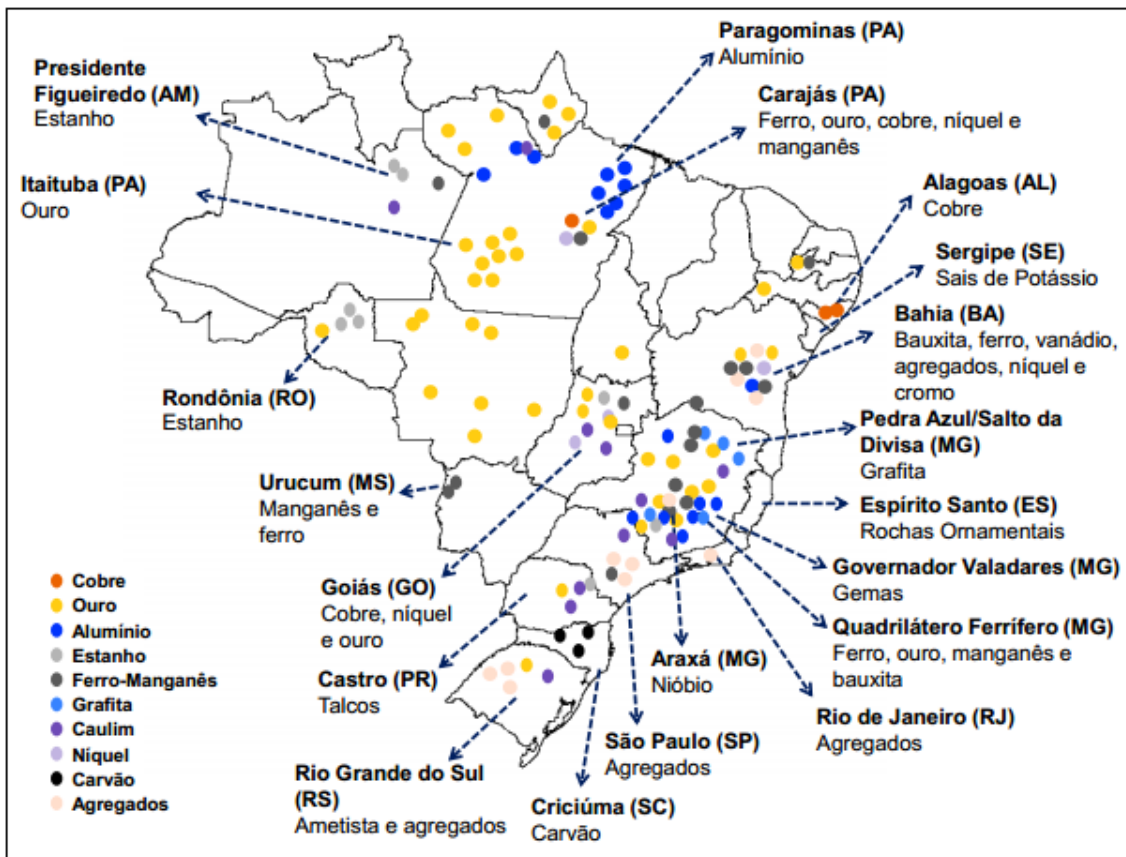 Paragominas (PA)
Alumínio
Presidente
Figueiredo (AM)
Estanho
Carajás (PA)
Ferro, ouro, cobre, níquel e
manganês
Itaituba (PA)
Ouro
Alagoas (AL)
Cobre
Sergipe (SE)
Sais de Potássio
Bahia (BA)
Bauxita, ferro, vanádio,
agregados, níquel e
cromo
Rondônia (RO)
Estanho
Pedra Azul/Salto da
Divisa (MG)
Grafita
Urucum (MS)
Manganês e
ferro
Espírito Santo (ES)
Rochas Ornamentais
Governador Valadares (MG)
Gemas
Goiás (GO)
Cobre, níquel
e ouro
Quadrilátero Ferrífero (MG)
Ferro, ouro, manganês e
bauxita
Araxá (MG)
Nióbio
Castro (PR)
Talcos
Rio de Janeiro (RJ)
Agregados
São Paulo (SP)
Agregados
Rio Grande do Sul
(RS)
Ametista e agregados
Criciúma (SC)
Carvão
Cobre
Ouro
Alumínio
Estanho
Ferro-Manganês
Grafita
Caulim
Níquel
Carvão
Agregados